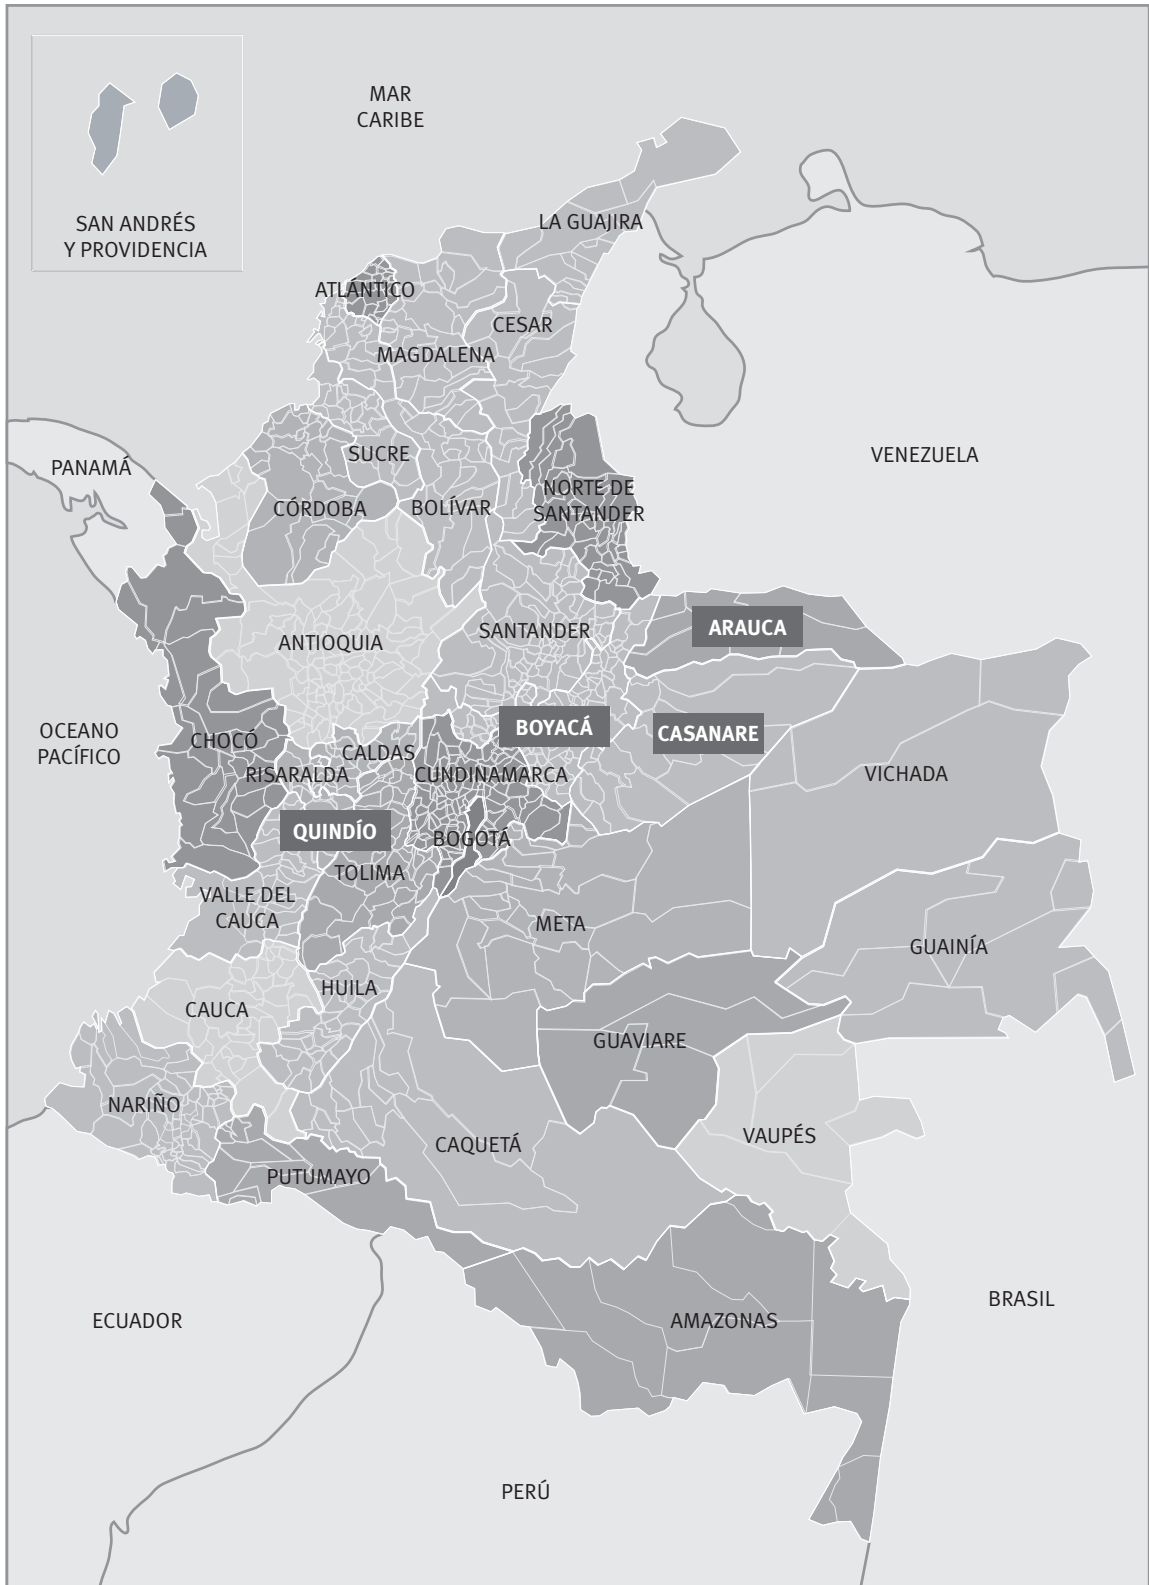 MAR
CARIBE
SAN ANDRÉS
Y PROVIDENCIA
LA GUAJIRA
ATLÁNTICO
CESAR
MAGDALENA
PANAMÁ
SUCRE
VENEZUELA
CÓRDOBA
BOLÍVAR
NORTE DE
SANTANDER
ANTIOQUIA
SANTANDER
ARAUCA
OCEANO
PACÍFICO
CHOCÓ
CALDAS
BOYACÁ
CASANARE
RISARALDA
CUNDINAMARCA
VICHADA
QUINDÍO
BOGOTÁ
TOLIMA
VALLE DEL
CAUCA
META
GUAINÍA
HUILA
CAUCA
GUAVIARE
NARIÑO
VAUPÉS
CAQUETÁ
PUTUMAYO
ECUADOR
AMAZONAS
BRASIL
PERÚ